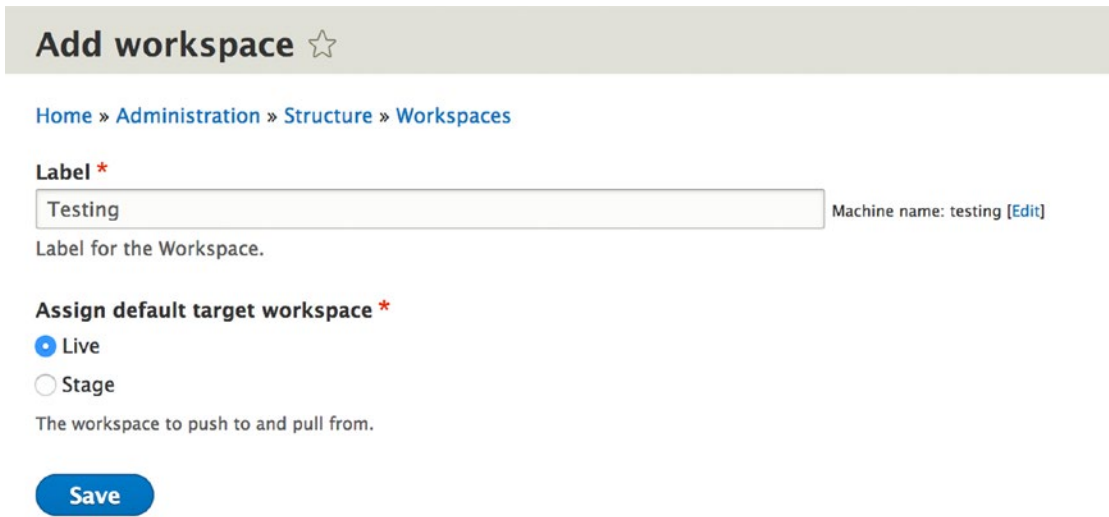 Add workspace
Home » Administration » Structure » Workspaces
Label *
Testing
Machine name: testing [Edit]
Label for the Workspace.
Assign default target workspace *
Live
Stage
The workspace to push to and pull from.
Save